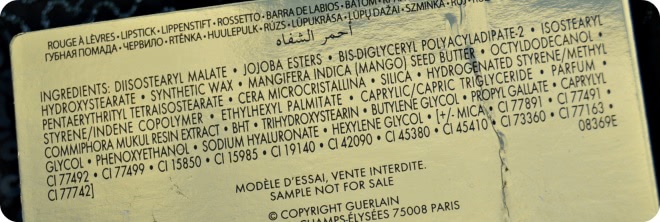 ROUGE À LÈVRES • LIPSTICK • LIPPENSTIFT • ROSSETTO • BARRA DE LABIOS • BATOM •
ГУБНАЯ ПОМАДА • ЧЕРВИЛО • RTĚNKA • HUULEPULK • RÚZS • LŪPUKRĀSA • LŪPŲ DAŽAI • SZMINKA •
أحمر الشفاه
INGREDIENTS: DIISOSTEARYL MALATE • JOJOBA ESTERS • BIS-DIGLYCERYL POLYACYLADIPATE-2 • ISOSTEARYL
HYDROXYSTEARATE • SYNTHETIC WAX • MANGIFERA INDICA (MANGO) SEED BUTTER • OCTYLDODECANOL •
PENTAERYTHRITYL TETRAISOSTEARATE • CERA MICROCRISTALLINA • SILICA • HYDROGENATED STYRENE/METHYL
STYRENE/INDENE COPOLYMER • ETHYLHEXYL PALMITATE • CAPRYLIC/CAPRIC TRIGLYCERIDE • PARFUM •
COMMIPHORA MUKUL RESIN EXTRACT • BHT • TRIHYDROXYSTEARIN • BUTYLENE GLYCOL • PROPYL GALLATE • CAPRYLYL
GLYCOL • PHENOXYETHANOL • SODIUM HYALURONATE • HEXYLENE GLYCOL • [+/- MICA • CI 77891 • CI 77491 •
CI 77492 • CI 77499 • CI 15850 • CI 15985 • CI 19140 • CI 42090 • CI 45380 • CI 45410 • CI 73360 • CI 77163 •
CI 77742]
08369E
MODÈLE D'ESSAI, VENTE INTERDITE.
SAMPLE NOT FOR SALE
© COPYRIGHT GUERLAIN
CHAMPS-ÉLYSÉES 75008 PARIS